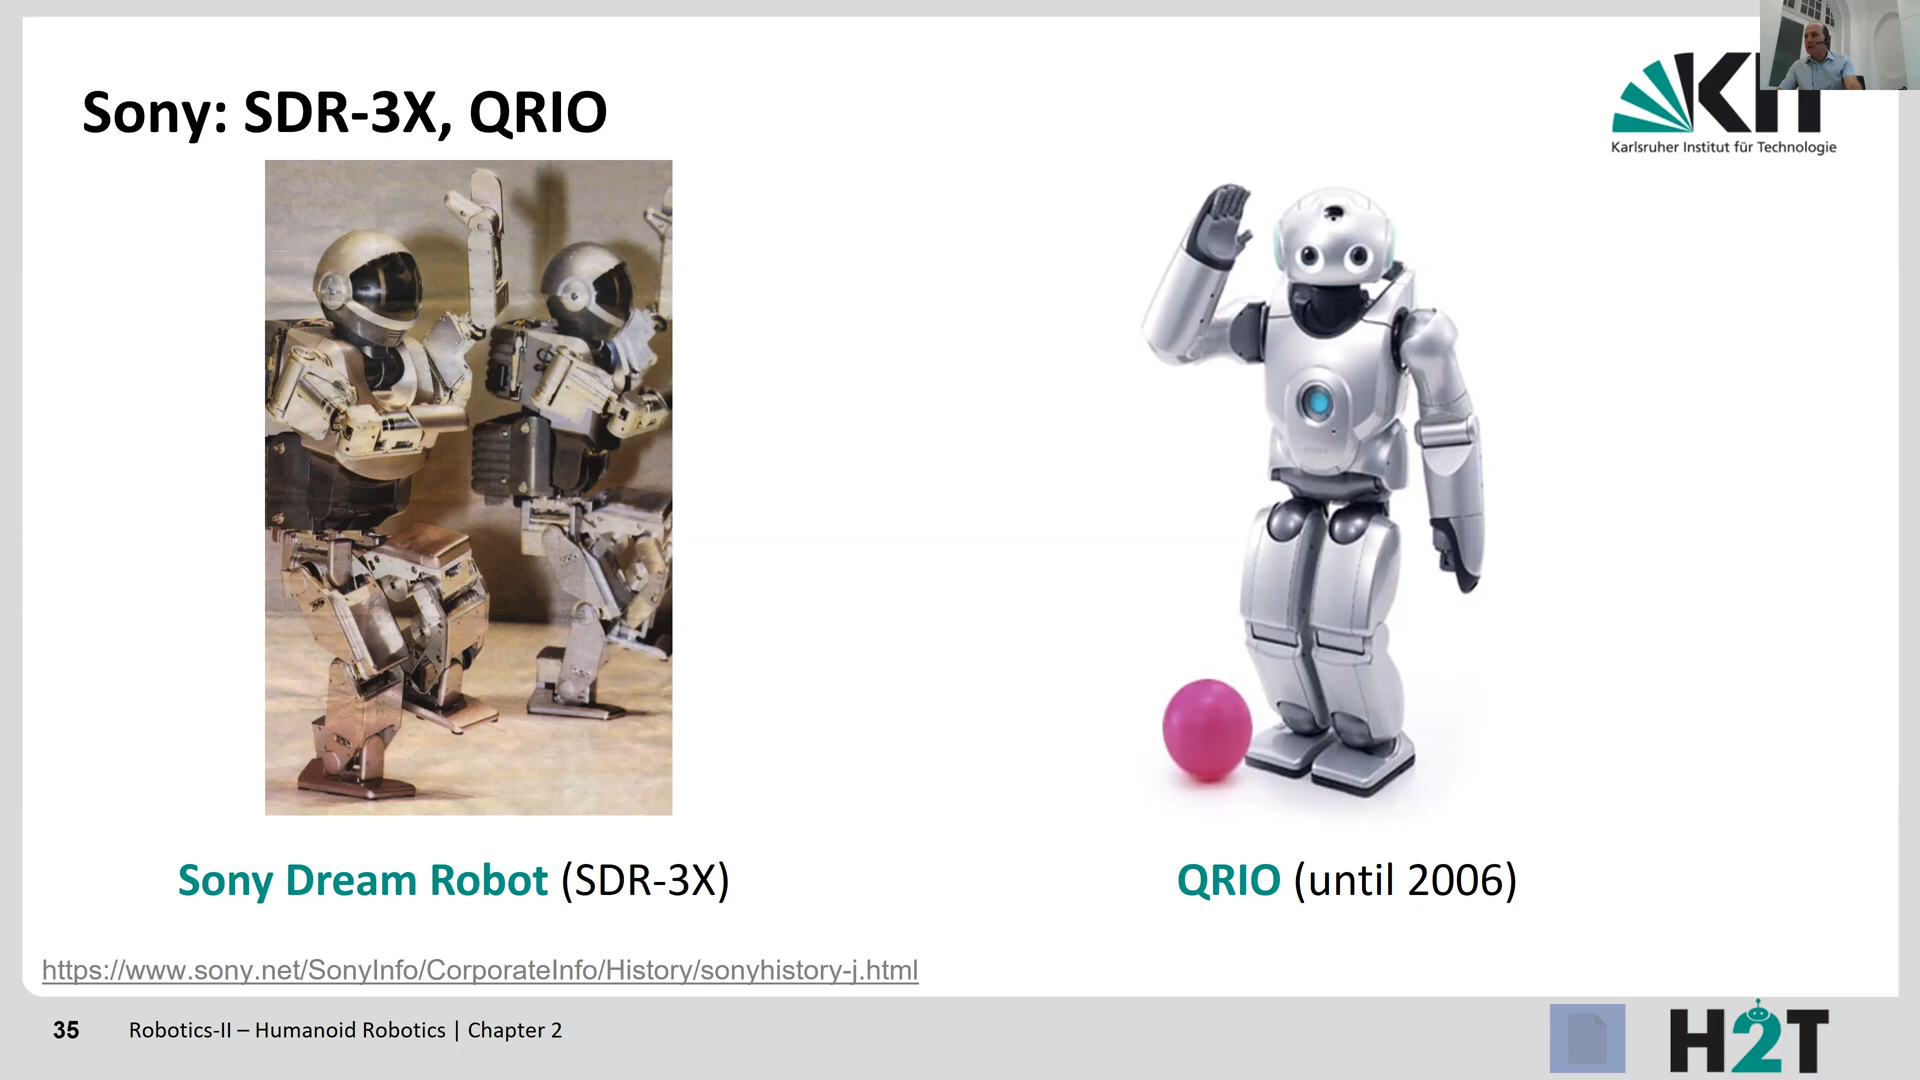 Sony: SDR-3X, QRIO
KIT
Karlsruher Institut für Technologie
Sony Dream Robot (SDR-3X)
QRIO (until 2006)
https://www.sony.net/SonyInfo/CorporateInfo/History/sonyhistory-j.html
35
Robotics-II – Humanoid Robotics | Chapter 2
H2T